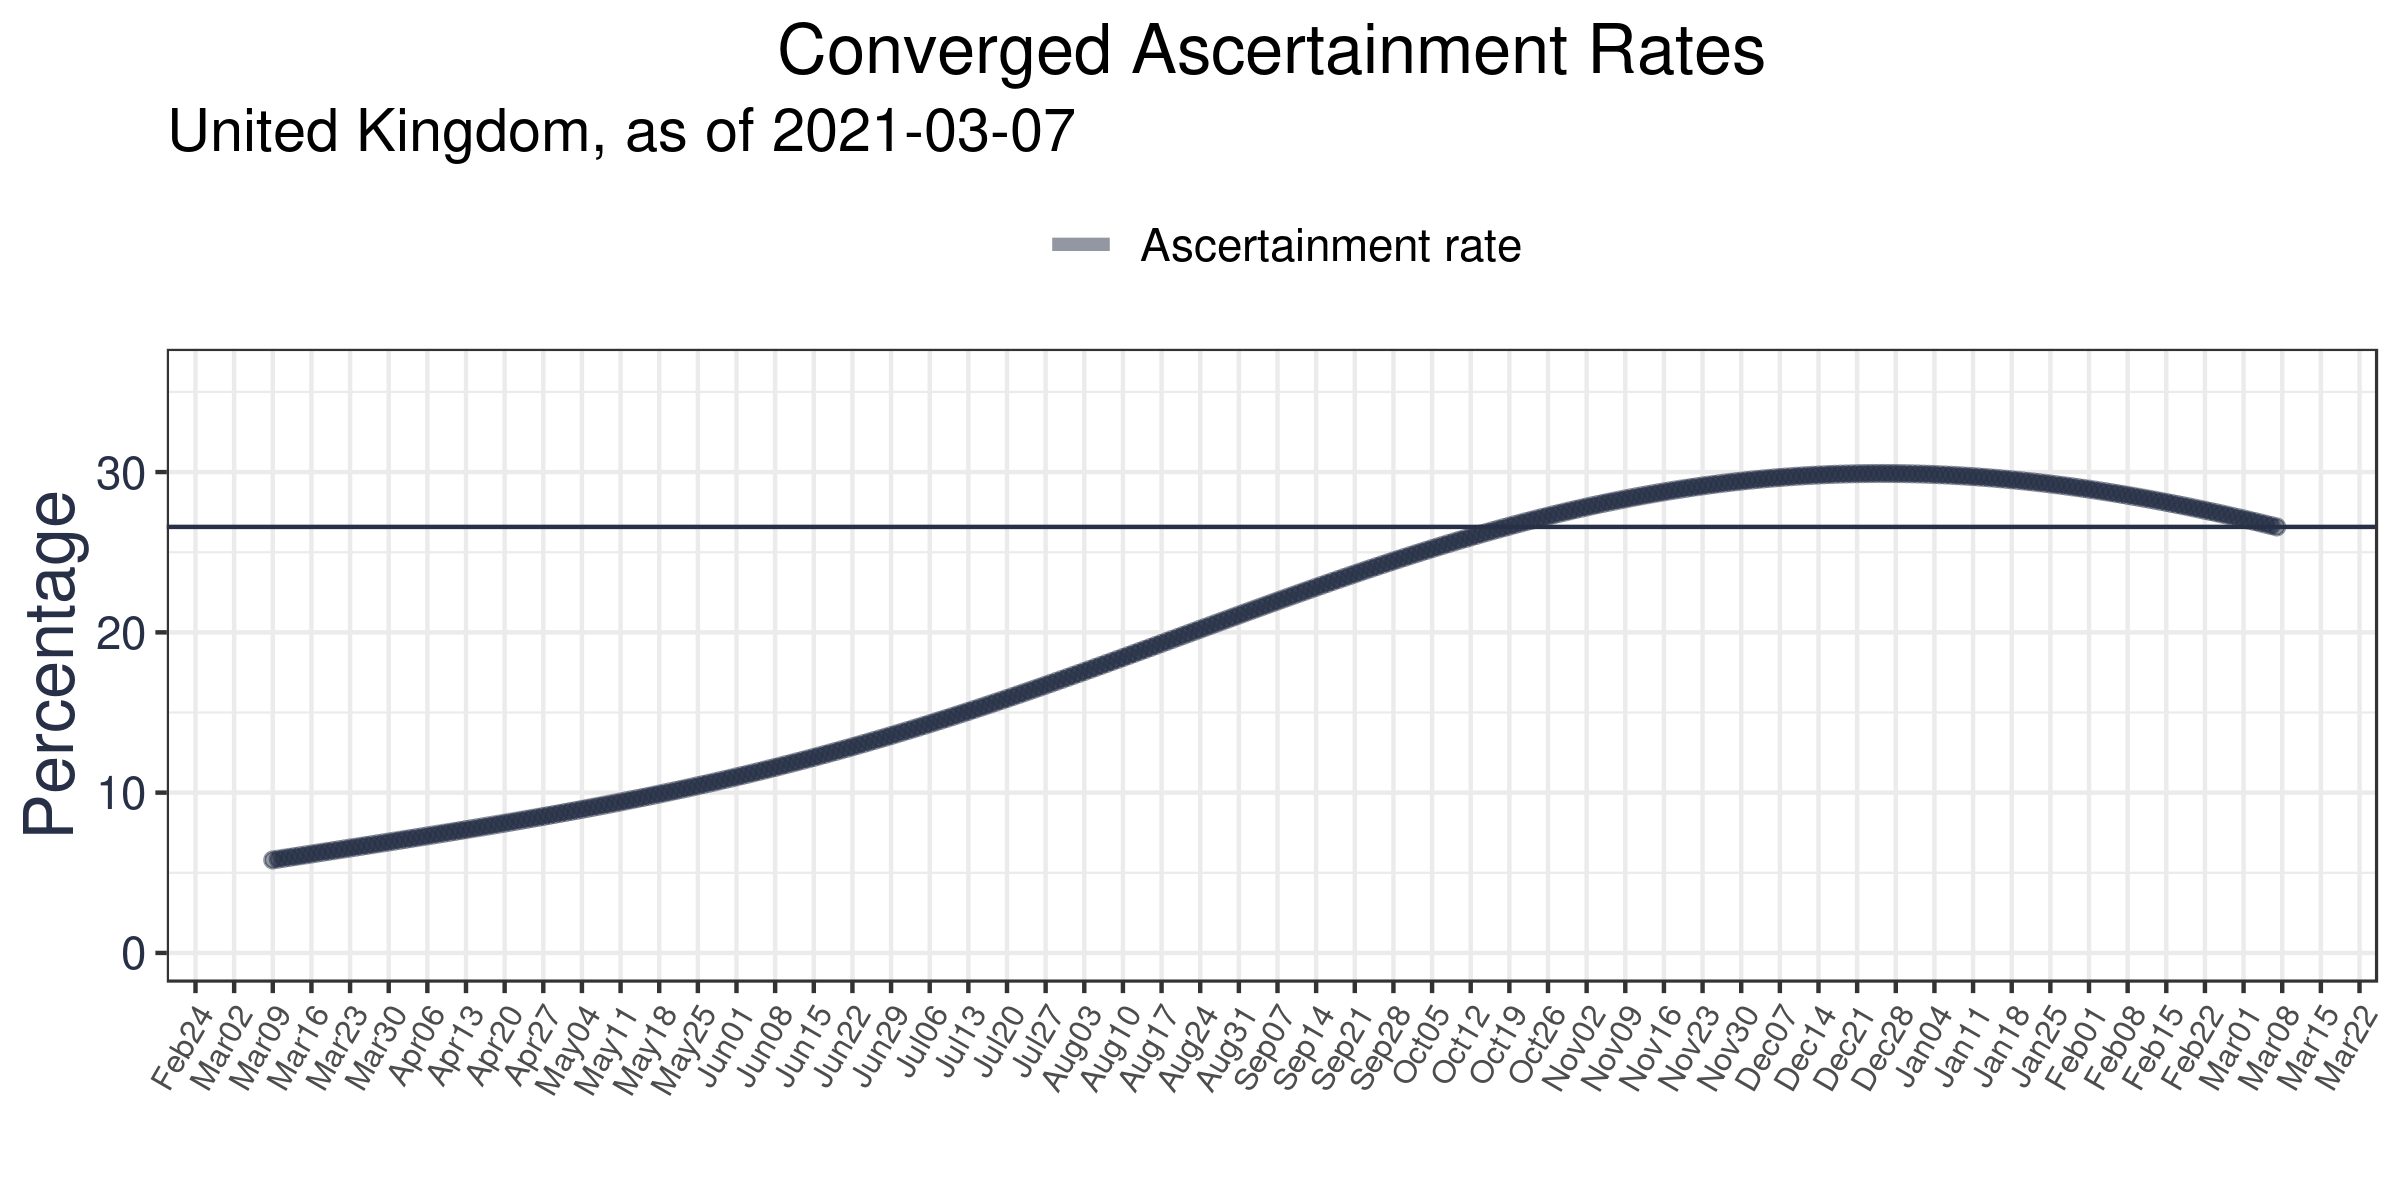 Converged Ascertainment Rates
United Kingdom, as of 2021-03-07
Ascertainment rate
Percentage
30
20
10
0
Feb24 Mar02 Mar09 Mar16 Mar23 Mar30 Apr06 Apr13 Apr20 Apr27 May04 May11 May18 May25 Jun01 Jun08 Jun15 Jun22 Jun29 Jul06 Jul13 Jul20 Jul27 Aug03 Aug10 Aug17 Aug24 Aug31 Sep07 Sep14 Sep21 Sep28 Oct05 Oct12 Oct19 Oct26 Nov02 Nov09 Nov16 Nov23 Nov30 Dec07 Dec14 Dec21 Dec28 Jan04 Jan11 Jan18 Jan25 Feb01 Feb08 Feb15 Feb22 Mar01 Mar08 Mar15 Mar22